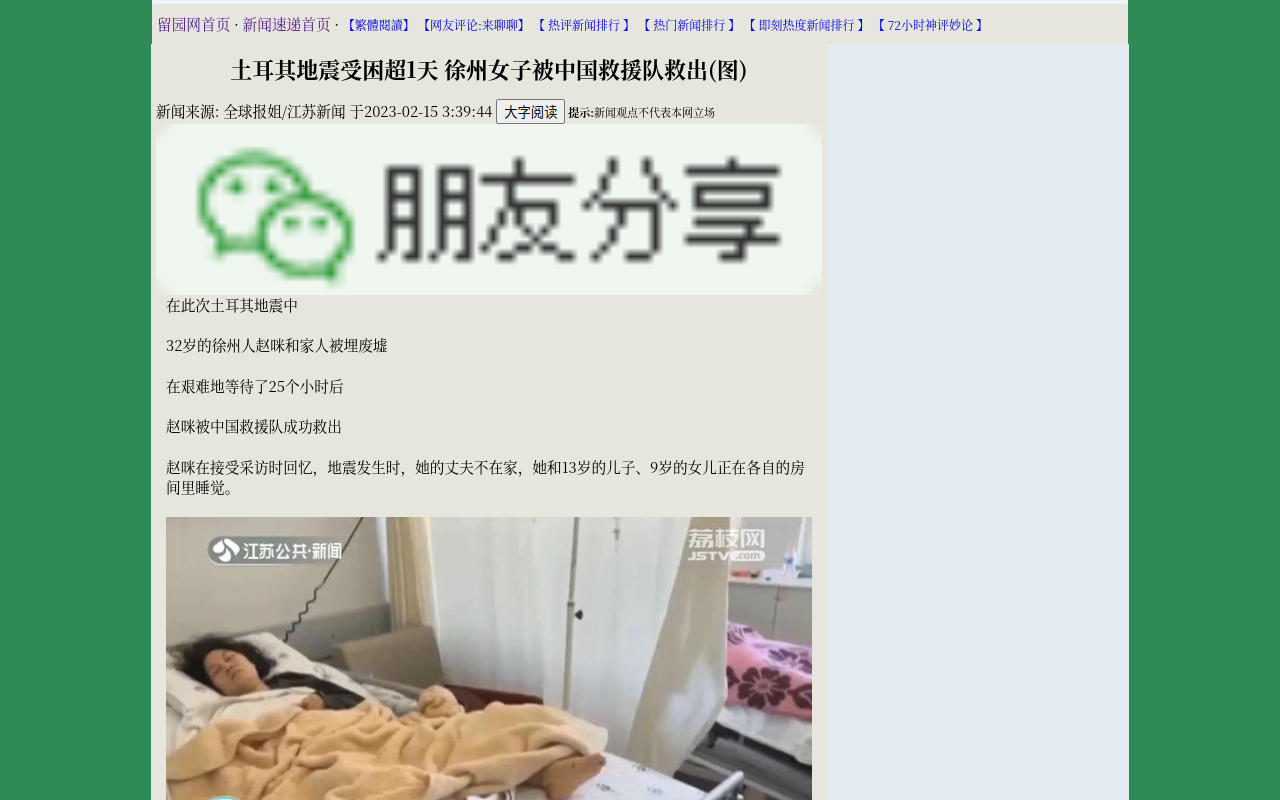 留园网首页 · 新闻速递首页 · 【繁體閱讀】 【网友评论:来聊聊】 【 热评新闻排行 】 【 热门新闻排行 】 【 即刻热度新闻排行 】 【 72小时神评妙论 】
土耳其地震受困超1天 徐州女子被中国救援队救出(图)
新闻来源: 全球报姐/江苏新闻 于2023-02-15 3:39:44 大字阅读 提示:新闻观点不代表本网立场
朋友分享
在此次土耳其地震中
32岁的徐州人赵咪和家人被埋废墟
在艰难地等待了25个小时后
赵咪被中国救援队成功救出
赵咪在接受采访时回忆，地震发生时，她的丈夫不在家，她和13岁的儿子、9岁的女儿正在各自的房
间里睡觉。
江苏公共·新闻
荔枝网
JSTV.com